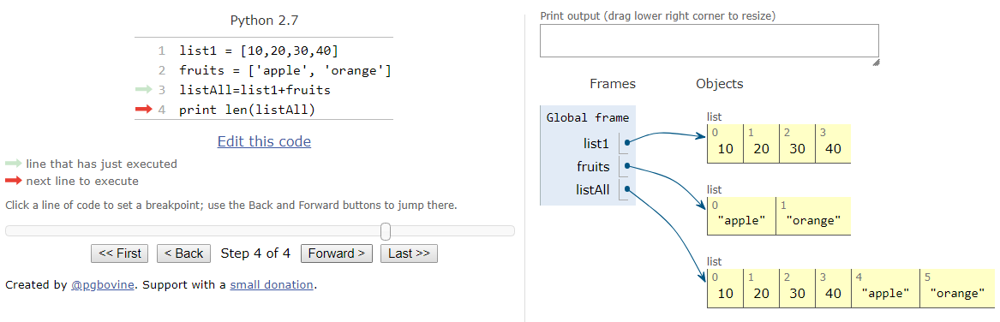 Python 2.7
1 list1 = [10,20,30,40]
2 fruits = ['apple', 'orange']
3 listAll=list1+fruits
4 print len(listAll)
Edit this code
line that has just executed
next line to execute
Click a line of code to set a breakpoint; use the Back and Forward buttons to jump there.
<< First < Back Step 4 of 4 Forward > Last >>
Created by @pgbovine. Support with a small donation.
Print output (drag lower right corner to resize)
Frames Objects
Global frame
list1
fruits
listAll
list
0 1 2 3
10 20 30 40
list
0 1
"apple" "orange"
list
0 1 2 3 4 5
10 20 30 40 "apple" "orange"